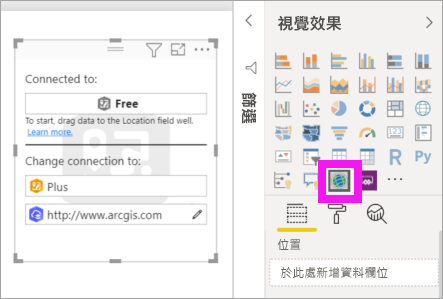 Connected to:
Free
To start, drag data to the Location field well.
Learn more.
Change connection to:
Plus
http://www.arcgis.com
篩選
視覺效果
R
Py
位置
於此處新增資料欄位